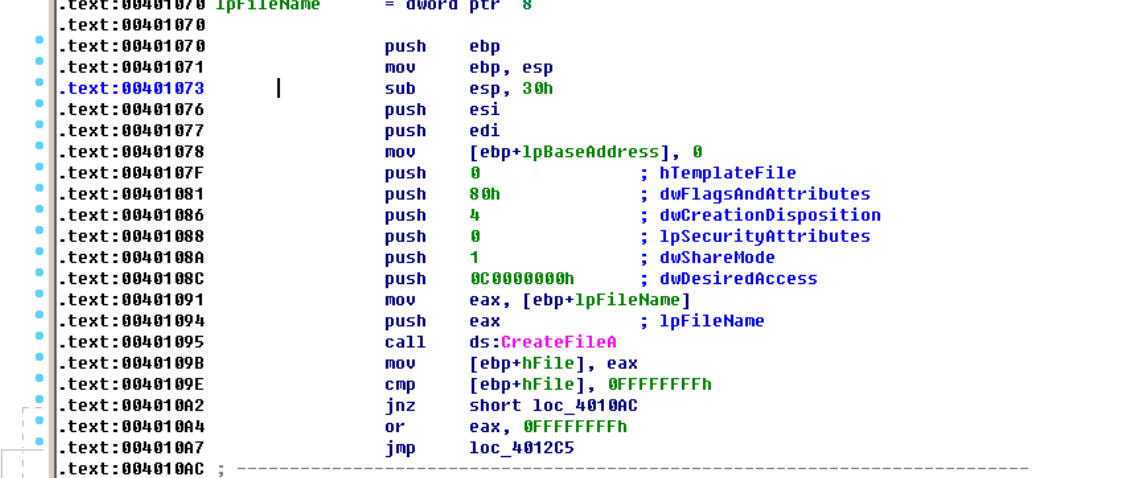 .text:00401070 lpFileName = dword ptr 8
.text:00401070
.text:00401070 push ebp
.text:00401071 mov ebp, esp
.text:00401073 sub esp, 30h
.text:00401076 push esi
.text:00401077 push edi
.text:00401078 mov [ebp+lpBaseAddress], 0
.text:0040107F push 0 ; hTemplateFile
.text:00401081 push 80h ; dwFlagsAndAttributes
.text:00401086 push 4 ; dwCreationDisposition
.text:00401088 push 0 ; lpSecurityAttributes
.text:0040108A push 1 ; dwShareMode
.text:0040108C push 0C0000000h ; dwDesiredAccess
.text:00401091 mov eax, [ebp+lpFileName]
.text:00401094 push eax ; lpFileName
.text:00401095 call ds:CreateFileA
.text:0040109B mov [ebp+hFile], eax
.text:0040109E cmp [ebp+hFile], 0FFFFFFFFh
.text:004010A2 jnz short loc_4010AC
.text:004010A4 or eax, 0FFFFFFFFh
.text:004010A7 jmp loc_4012C5
.text:004010AC ; ---------------------------------------------------------------------------